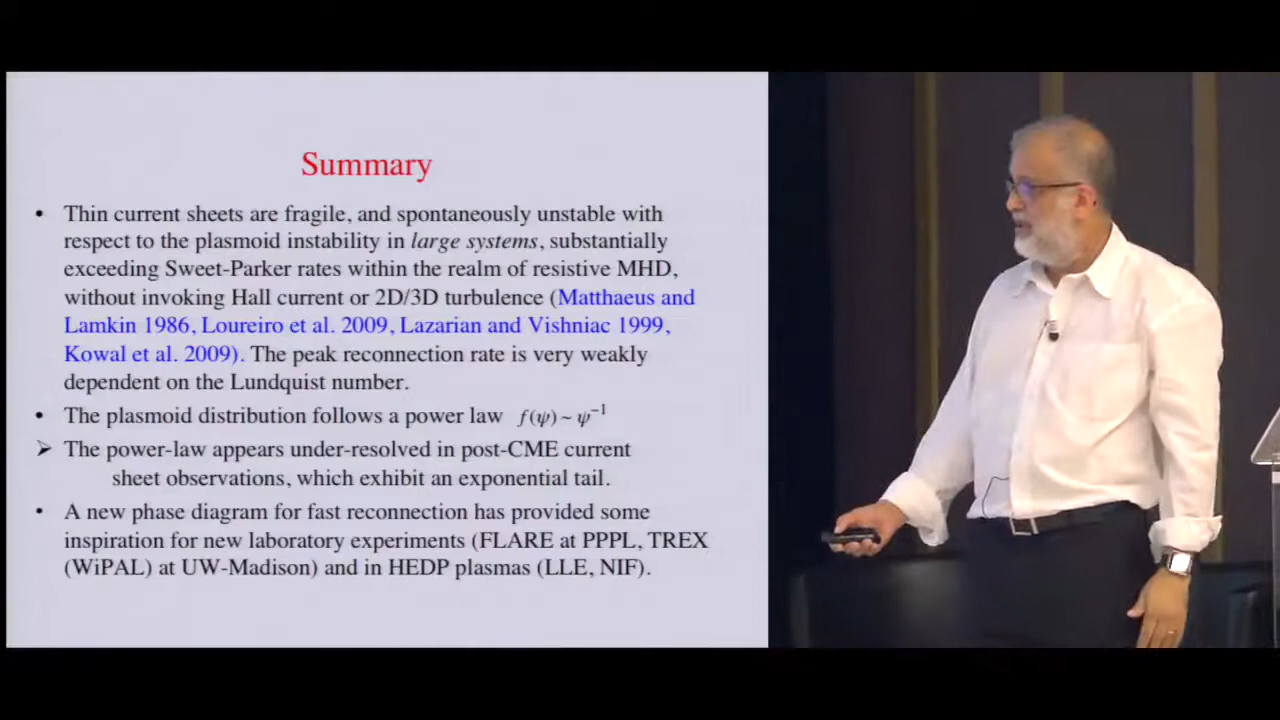 Summary
• Thin current sheets are fragile, and spontaneously unstable with
respect to the plasmoid instability in large systems, substantially
exceeding Sweet-Parker rates within the realm of resistive MHD,
without invoking Hall current or 2D/3D turbulence (Matthaeus and
Lamkin 1986, Loureiro et al. 2009, Lazarian and Vishniac 1999,
Kowal et al. 2009). The peak reconnection rate is very weakly
dependent on the Lundquist number.
• The plasmoid distribution follows a power law f(ψ) ~ ψ⁻¹
➢ The power-law appears under-resolved in post-CME current
sheet observations, which exhibit an exponential tail.
• A new phase diagram for fast reconnection has provided some
inspiration for new laboratory experiments (FLARE at PPPL, TREX
(WiPAL) at UW-Madison) and in HEDP plasmas (LLE, NIF).